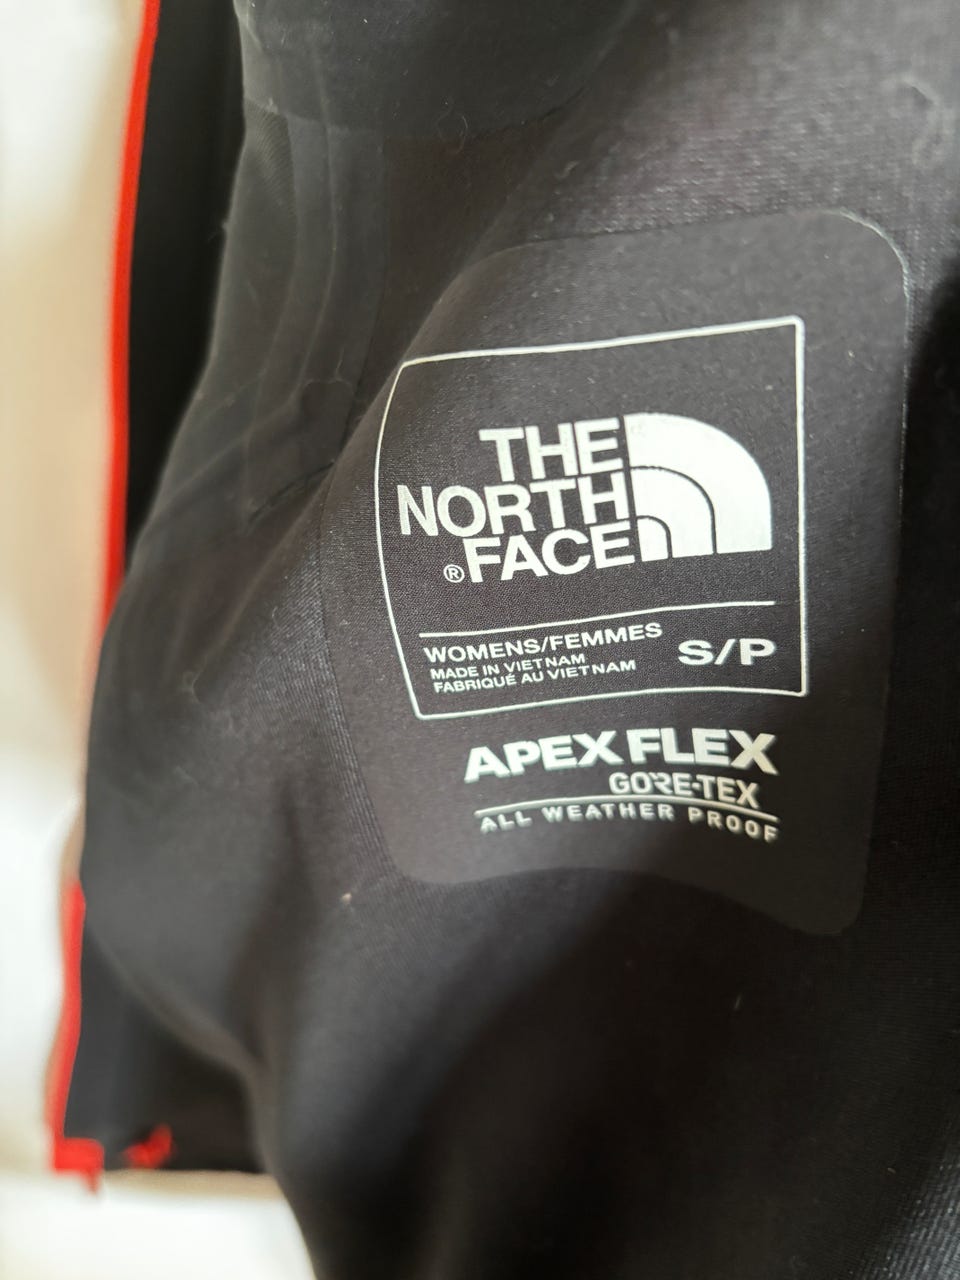 THE
NORTH
FACE
®
WOMENS/FEMMES
MADE IN VIETNAM
FABRIQUÉ AU VIETNAM
S/P
APEX FLEX
GORE-TEX
ALL WEATHER PROOF